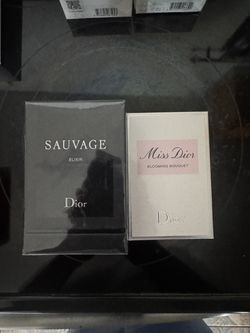 SAUVAGE
ELIXIR
Dior
Miss Dior
BLOOMING BOUQUET
Dior